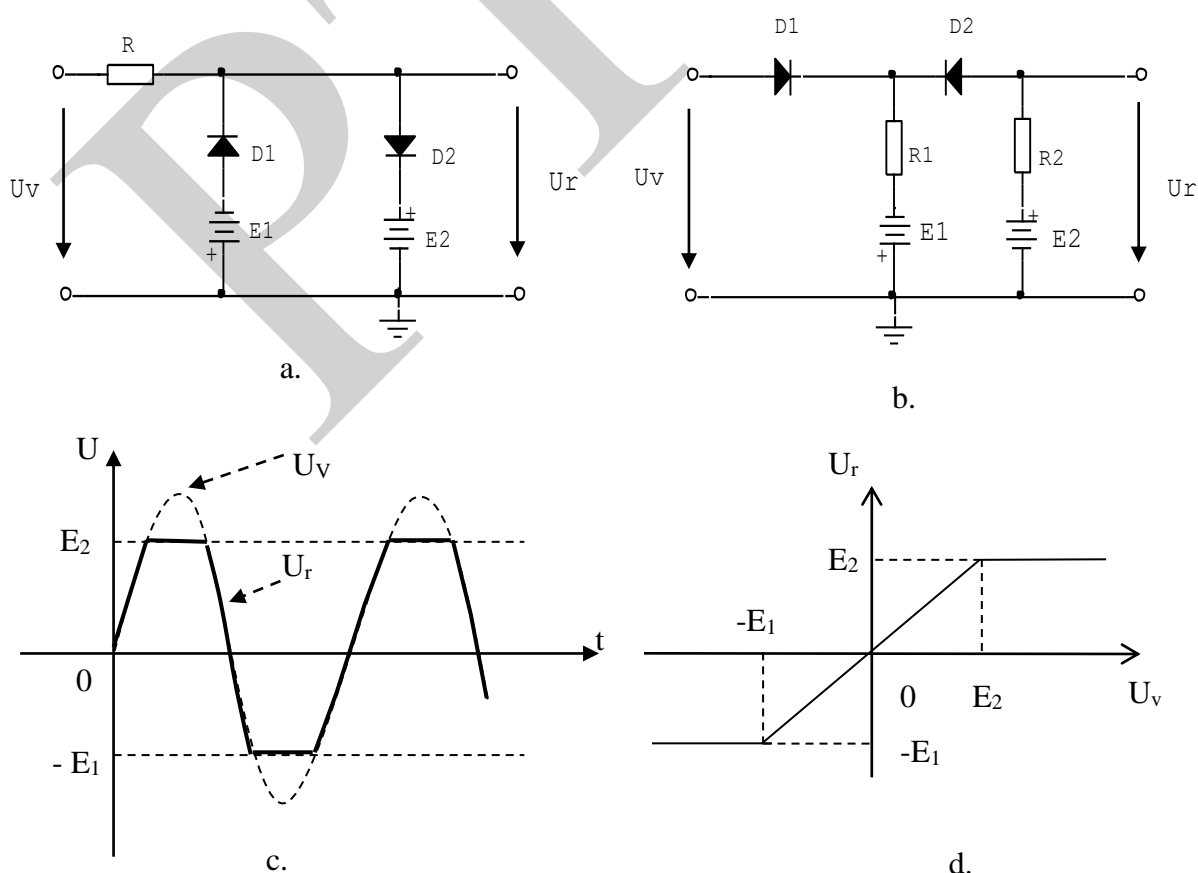 R
D1
D2
Uv
E1
+
+
E2
Ur
a.
D1
D2
Uv
R1
R2
E1
+
+
E2
Ur
b.
U
UV
E2
Ur
t
0
- E1
c.
Ur
E2
-E1
0
E2
Uv
-E1
d.